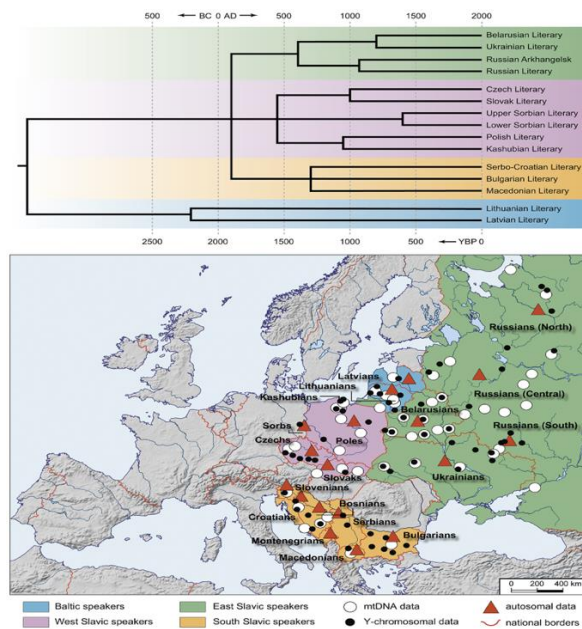 500 BC 0 AD 500 1000 1500 2000
Belarusian Literary
Ukrainian Literary
Russian Arkhangelsk
Russian Literary
Czech Literary
Slovak Literary
Upper Sorbian Literary
Lower Sorbian Literary
Polish Literary
Kashubian Literary
Serbo-Croatian Literary
Bulgarian Literary
Macedonian Literary
Lithuanian Literary
Latvian Literary
2500 2000 1500 1000 500 YBP 0
Russians (North)
Latvians
Lithuanians
Kashubians
Russians (Central)
Belarusians
Russians (South)
Sorbs
Poles
Czechs
Ukrainians
Slovaks
Slovenians
Bosnians
Croatians
Serbians
Montenegrians
Bulgarians
Macedonians
0 200 400 km
Baltic speakers East Slavic speakers mtDNA data autosomal data
West Slavic speakers South Slavic speakers Y-chromosomal data national borders